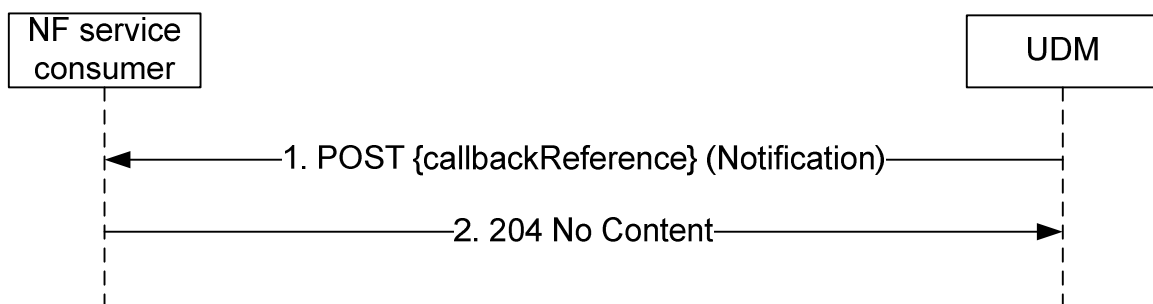 NF service
consumer
UDM
1. POST {callbackReference} (Notification)
2. 204 No Content